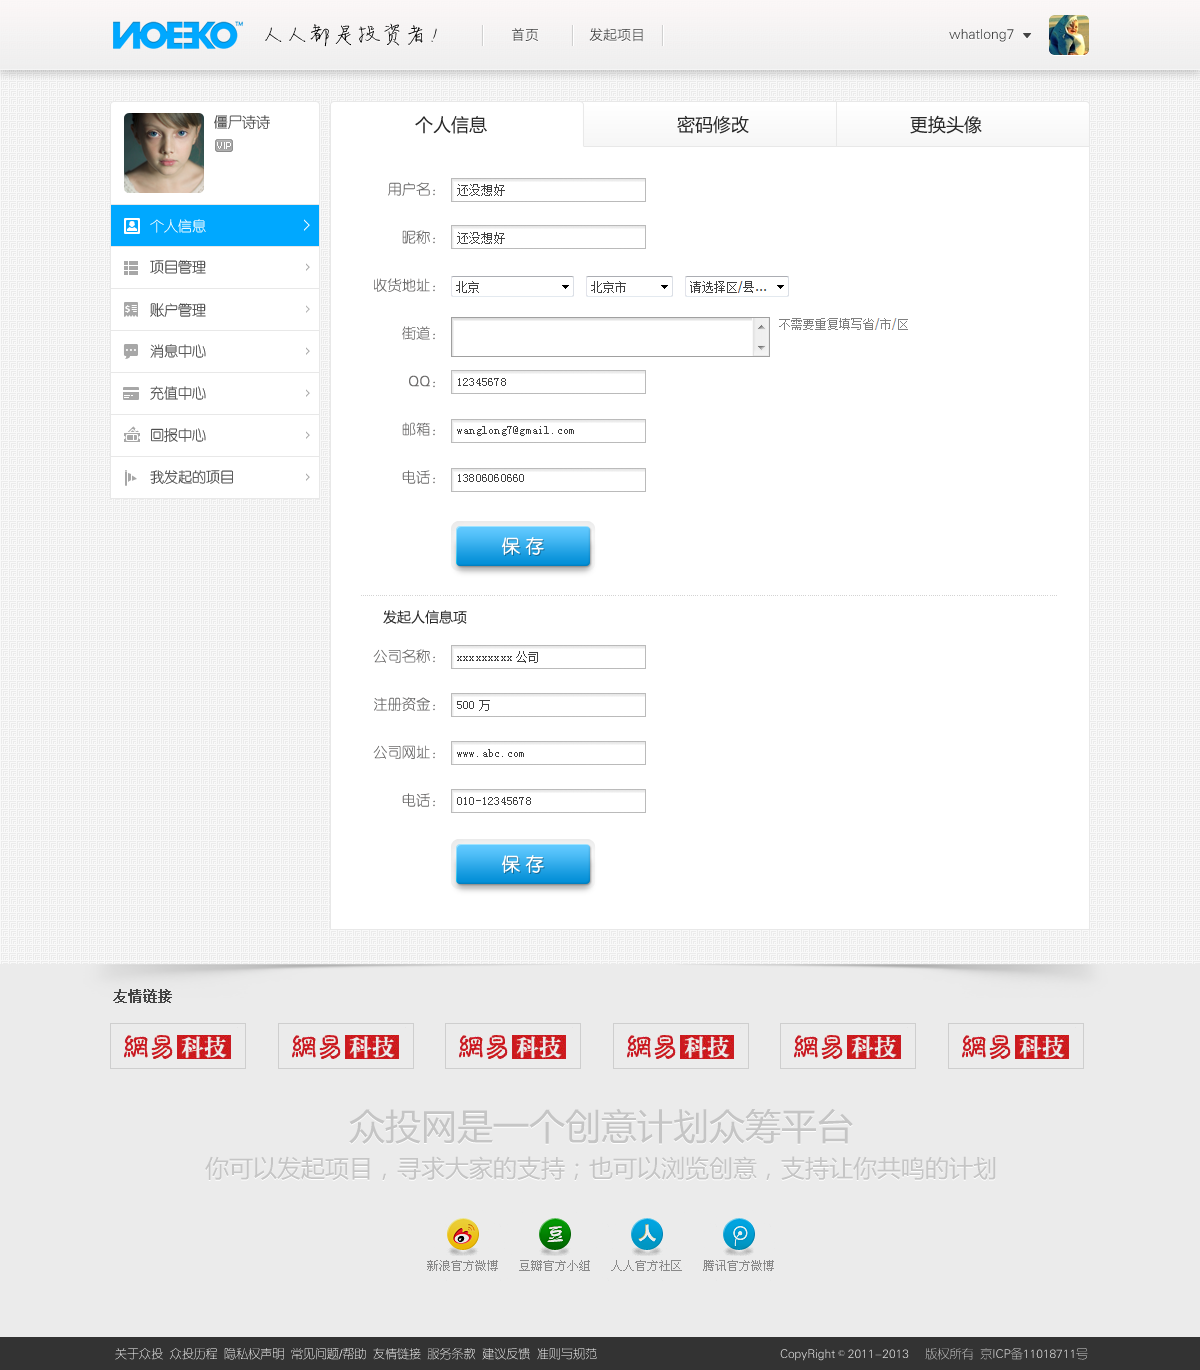 NOEKO™ 人人都是投资者! 首页 发起项目 whatlong7
僵尸诗诗
VIP
个人信息
项目管理
账户管理
消息中心
充值中心
回报中心
我发起的项目
个人信息 密码修改 更换头像
用户名: 还没想好
昵称: 还没想好
收货地址: 北京 北京市 请选择区/县...
街道: 不需要重复填写省/市/区
QQ: 12345678
邮箱: wanglong7@gmail.com
电话: 13806060660
保 存
发起人信息项
公司名称: xxxxxxxxx 公司
注册资金: 500 万
公司网址: www.abc.com
电话: 010-12345678
保 存
友情链接
網易科技 網易科技 網易科技 網易科技 網易科技 網易科技
众投网是一个创意计划众筹平台
你可以发起项目，寻求大家的支持；也可以浏览创意，支持让你共鸣的计划
豆 人
新浪官方微博 豆瓣官方小组 人人官方社区 腾讯官方微博
关于众投 众投历程 隐私权声明 常见问题/帮助 友情链接 服务条款 建议反馈 准则与规范 CopyRight © 2011-2013 版权所有 京ICP备11018711号